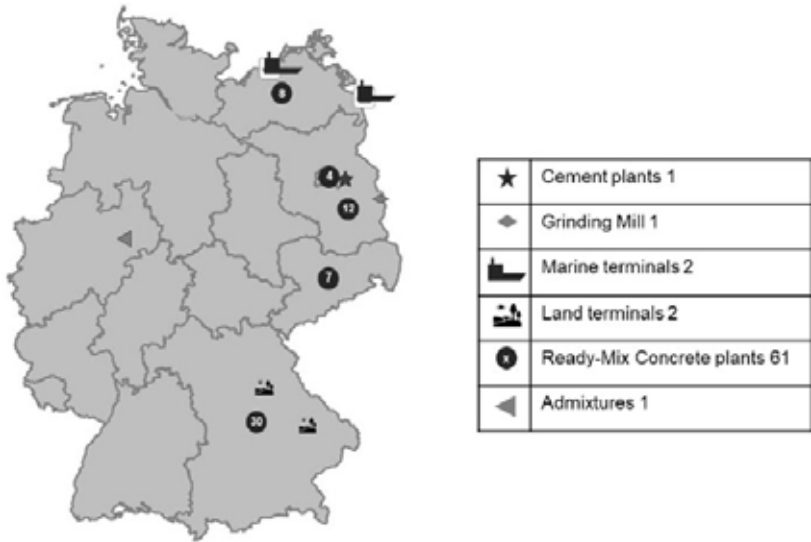 8
4
12
7
30
Cement plants 1
Grinding Mill 1
Marine terminals 2
Land terminals 2
x Ready-Mix Concrete plants 61
Admixtures 1